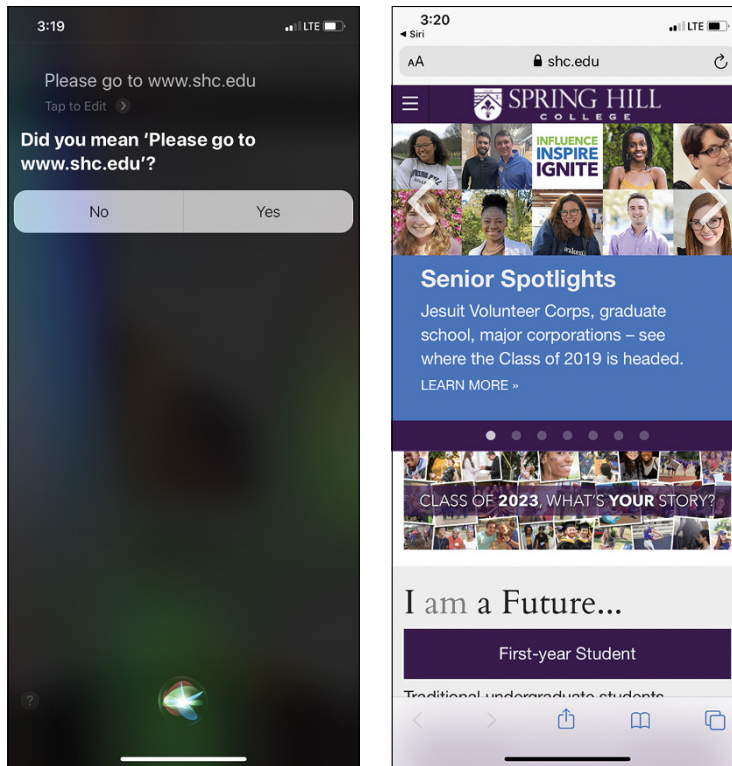 3:19
LTE
Please go to www.shc.edu
Tap to Edit
Did you mean ‘Please go to
www.shc.edu’?
No Yes
?
3:20
LTE
Siri
AA shc.edu
SPRING HILL
COLLEGE
INFLUENCE
INSPIRE
IGNITE
Senior Spotlights
Jesuit Volunteer Corps, graduate
school, major corporations – see
where the Class of 2019 is headed.
LEARN MORE »
CLASS OF 2023, WHAT'S YOUR STORY?
I am a Future...
First-year Student
Traditional undergraduate students